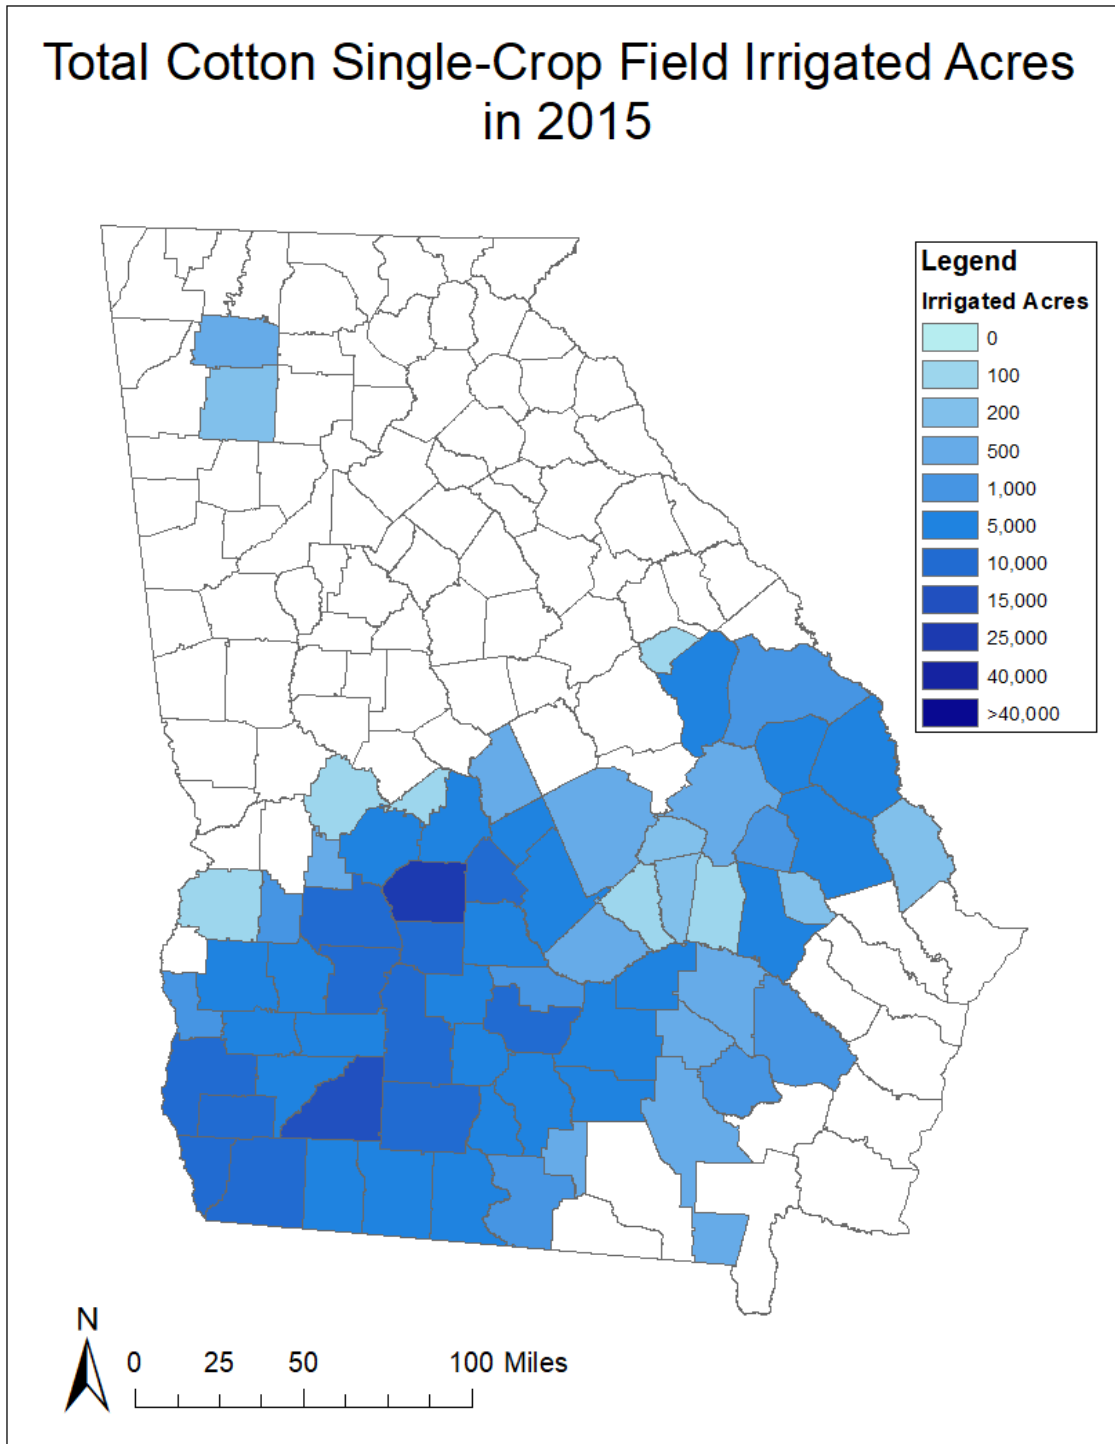 Total Cotton Single-Crop Field Irrigated Acres
in 2015
Legend
Irrigated Acres
0
100
200
500
1,000
5,000
10,000
15,000
25,000
40,000
>40,000
N
0 25 50 100 Miles